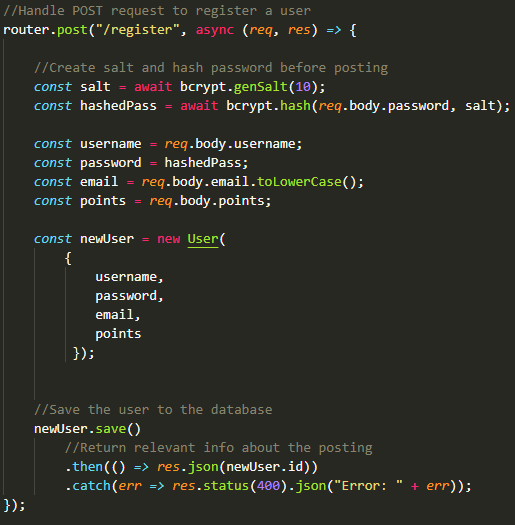 //Handle POST request to register a user
router.post("/register", async (req, res) => {
//Create salt and hash password before posting
const salt = await bcrypt.genSalt(10);
const hashedPass = await bcrypt.hash(req.body.password, salt);
const username = req.body.username;
const password = hashedPass;
const email = req.body.email.toLowerCase();
const points = req.body.points;
const newUser = new User(
{
username,
password,
email,
points
});
//Save the user to the database
newUser.save()
//Return relevant info about the posting
.then(() => res.json(newUser.id))
.catch(err => res.status(400).json("Error: " + err));
});